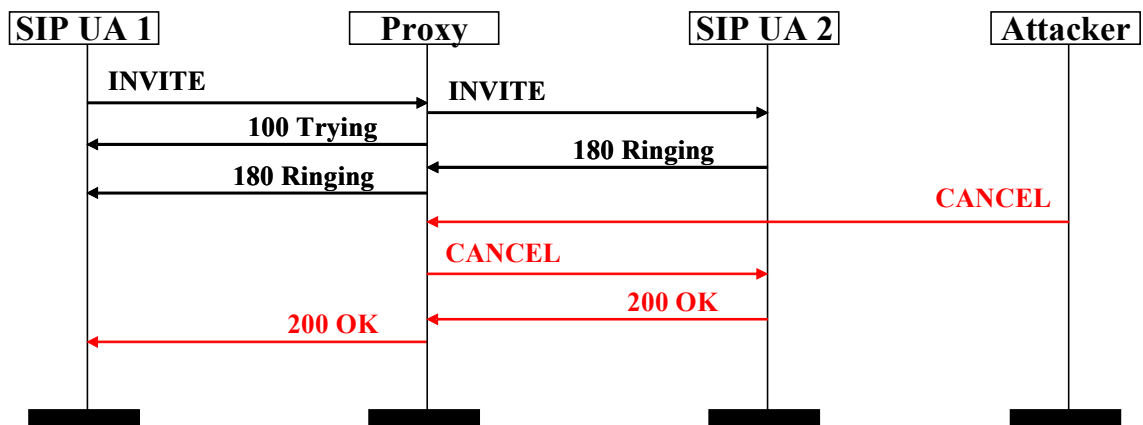 SIP UA 1
Proxy
SIP UA 2
Attacker
INVITE
INVITE
100 Trying
180 Ringing
180 Ringing
CANCEL
CANCEL
200 OK
200 OK